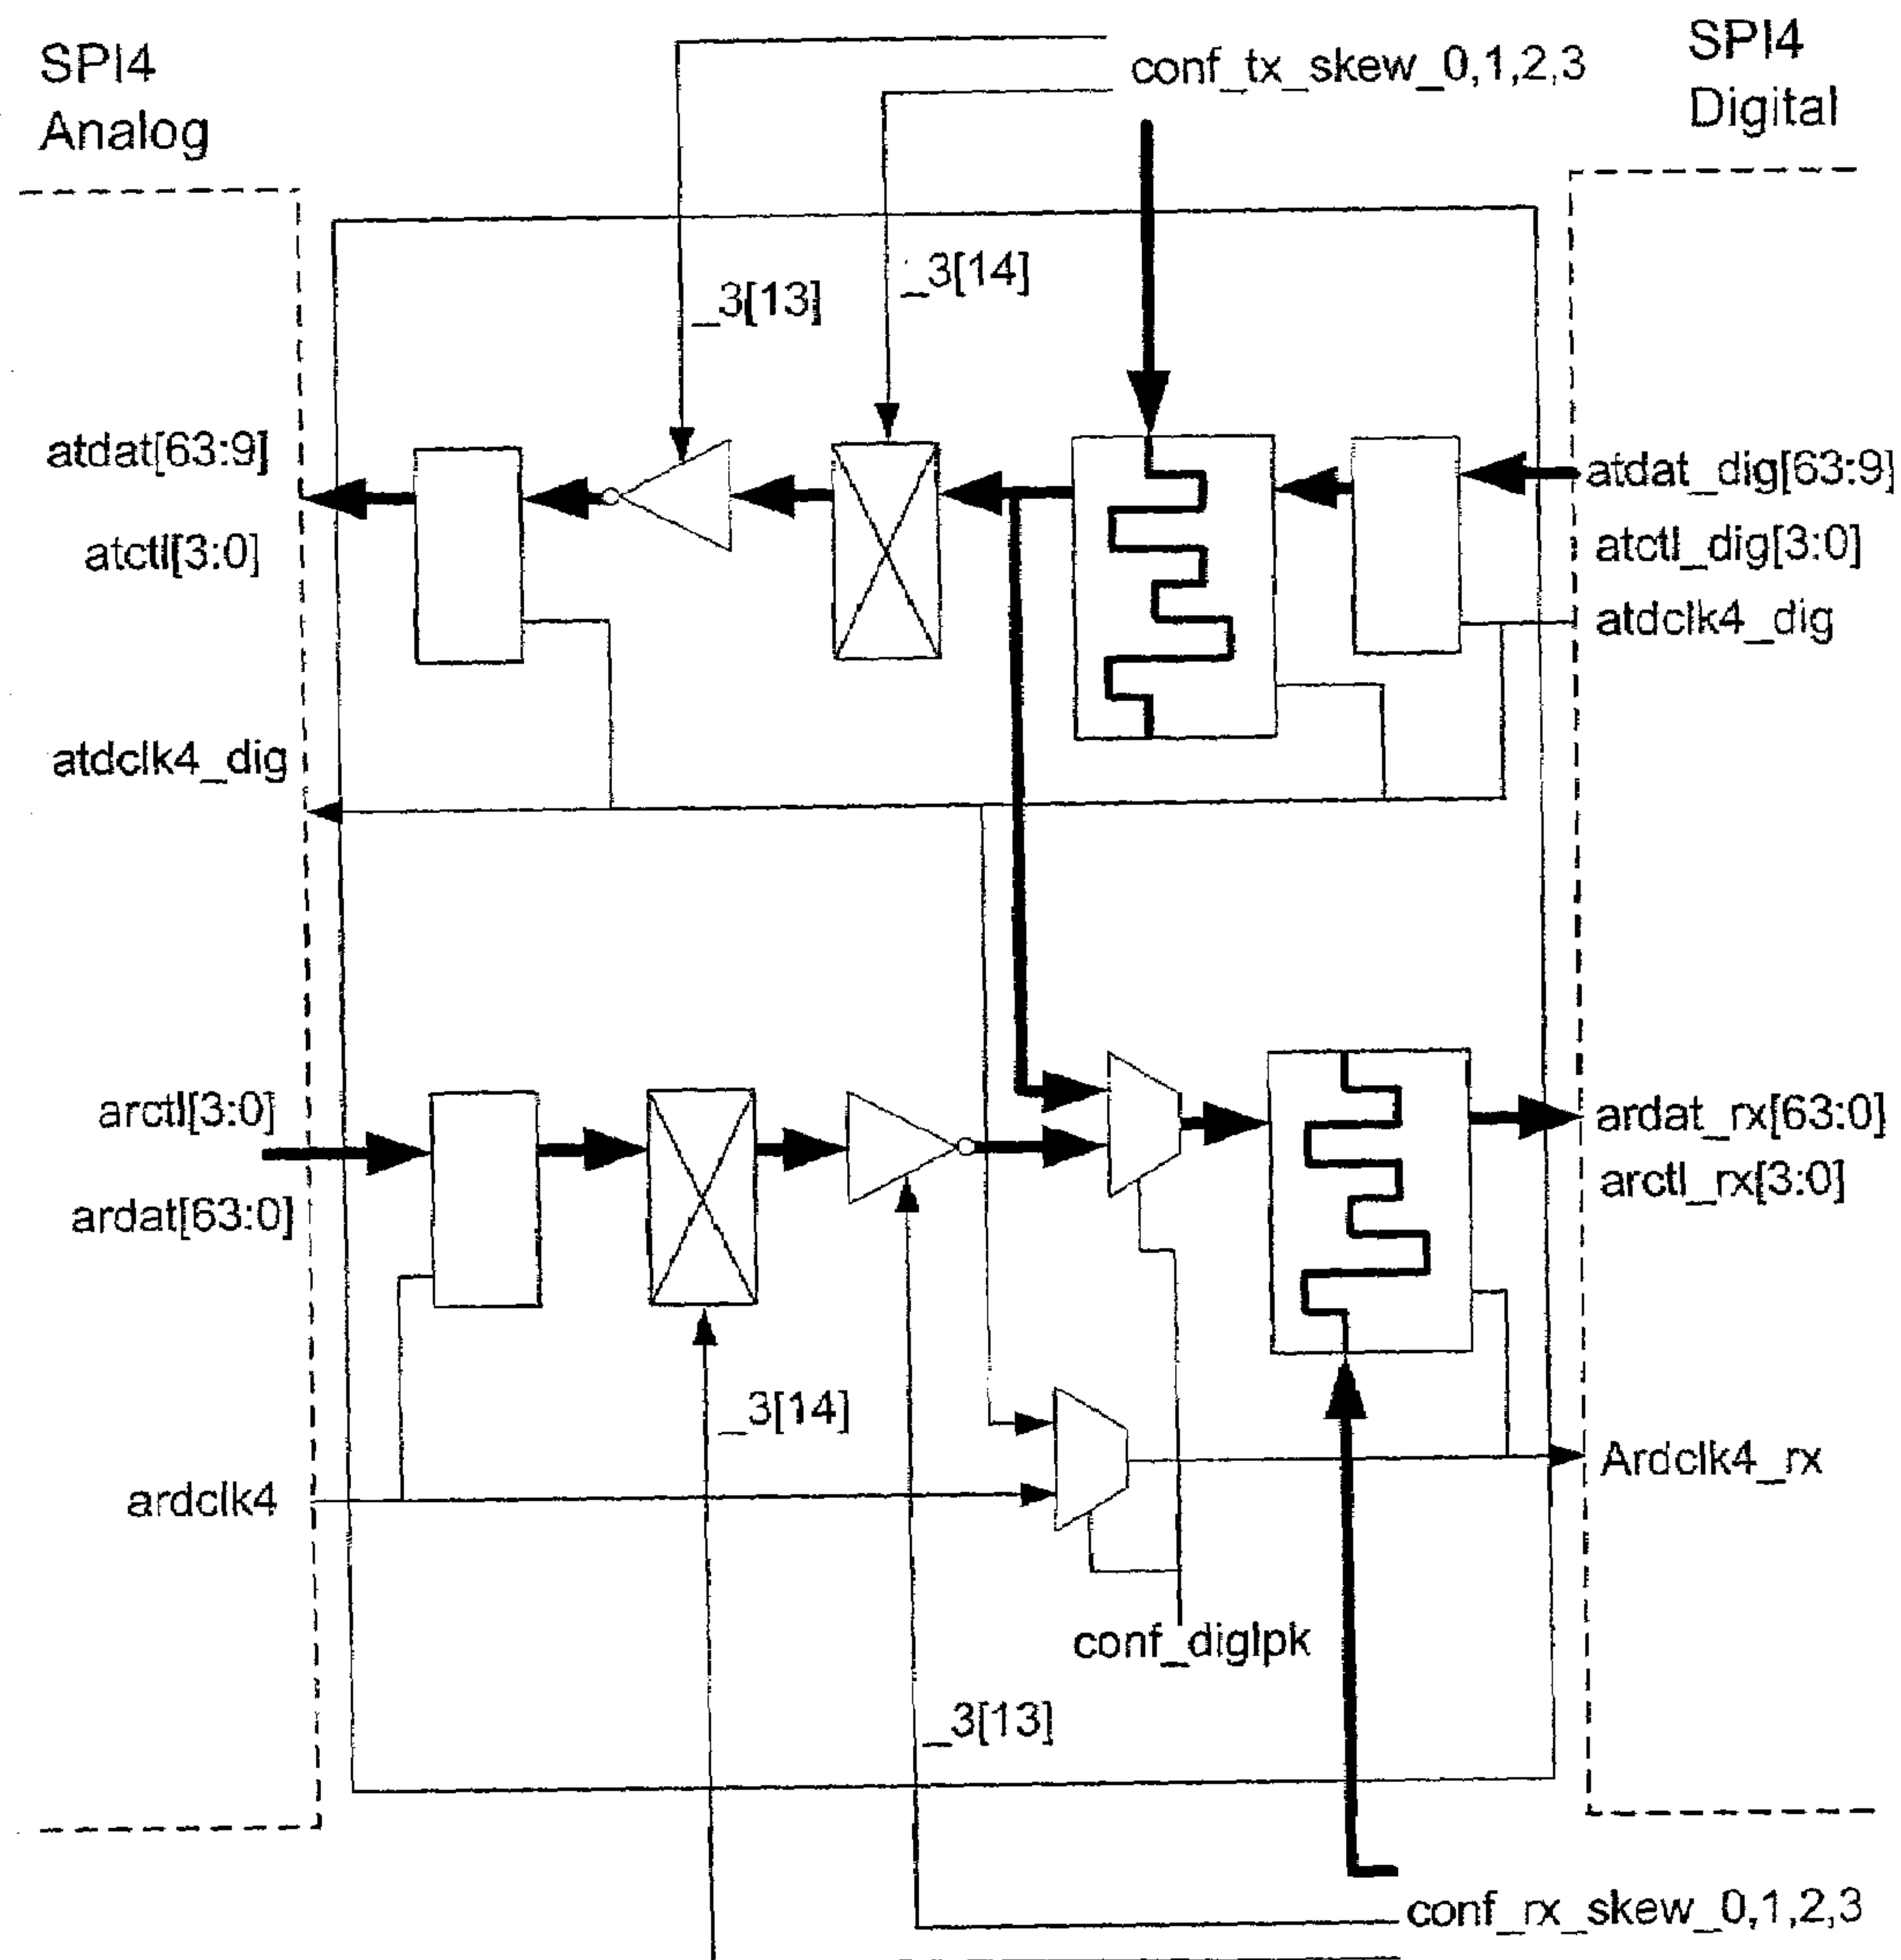 SPI4
Analog
conf_tx_skew_0,1,2,3
SPI4
Digital
_3[13]
_3[14]
atdat[63:9]
atctl[3:0]
atdat_dig[63:9]
atctl_dig[3:0]
atdclk4_dig
atdclk4_dig
arctl[3:0]
ardat[63:0]
ardat_rx[63:0]
arctl_rx[3:0]
_3[14]
ardclk4
Ardclk4_rx
conf_diglpk
_3[13]
conf_rx_skew_0,1,2,3